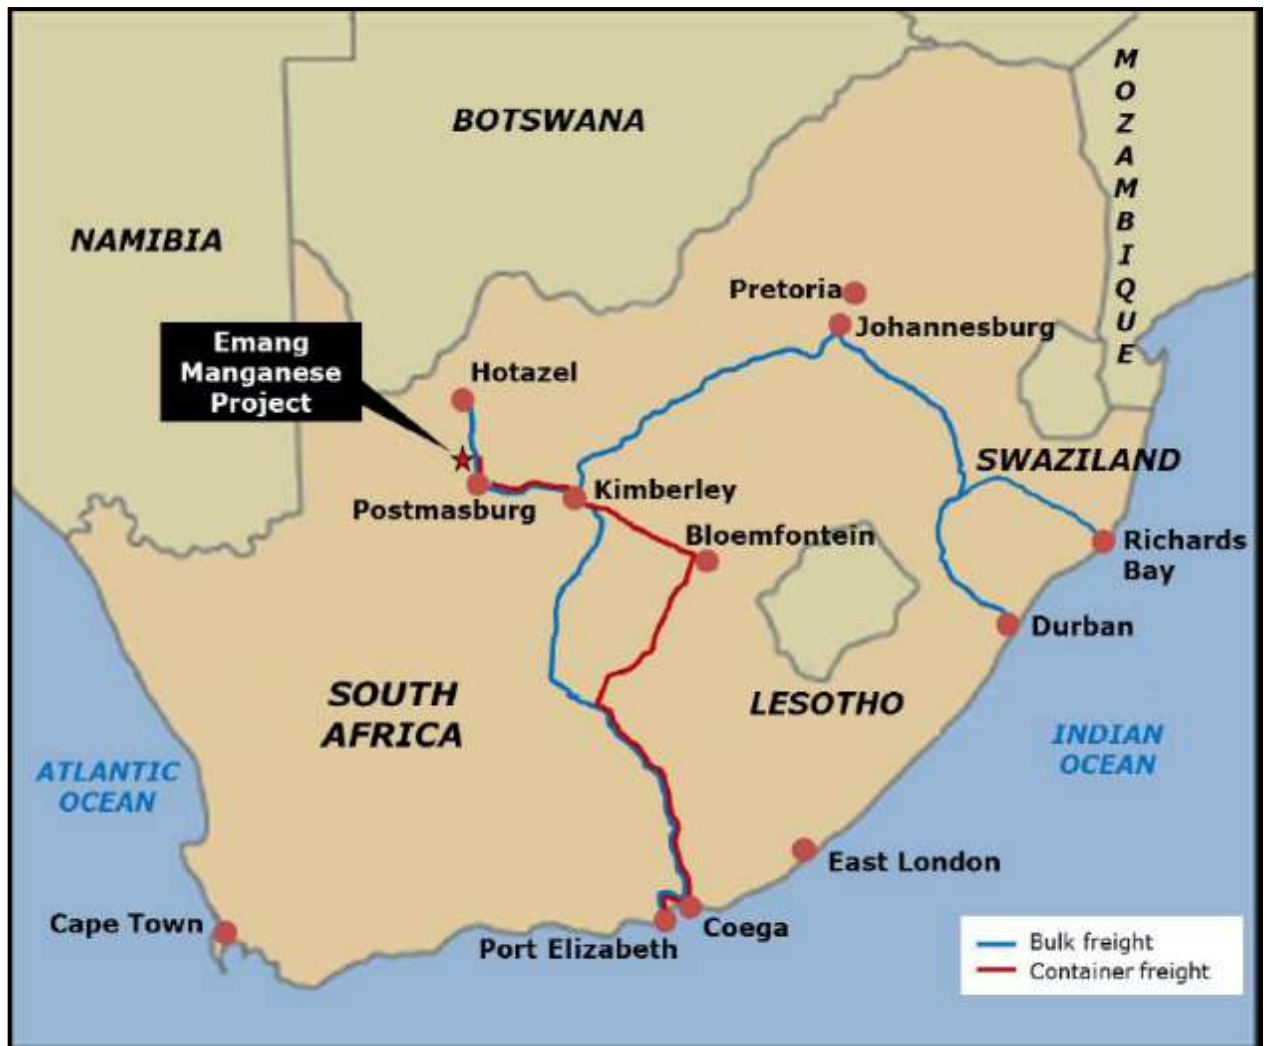 BOTSWANA
MOZAMBIQUE
NAMIBIA
Pretoria
Johannesburg
Emang
Manganese
Project
Hotazel
SWAZILAND
Kimberley
Postmasburg
Bloemfontein
Richards
Bay
Durban
SOUTH
AFRICA
LESOTHO
INDIAN
OCEAN
ATLANTIC
OCEAN
East London
Cape Town
Coega
Port Elizabeth
Bulk freight
Container freight